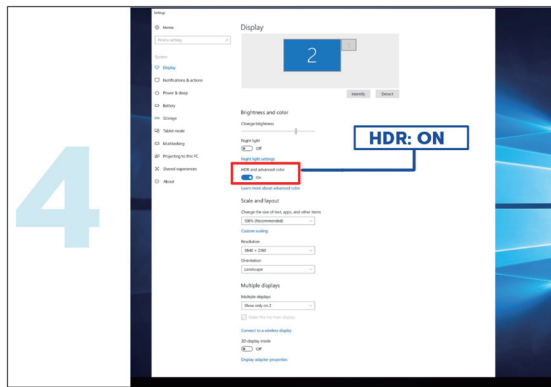 4
Settings
Home
Find a setting
System
Display
Notifications & actions
Power & sleep
Battery
Storage
Tablet mode
Multitasking
Projecting to this PC
Shared experiences
About
Display
2
1
Identify
Detect
Brightness and color
Change brightness
Night light
Off
Night light settings
HDR and advanced color
On
Learn more about advanced color
HDR: ON
Scale and layout
Change the size of text, apps, and other items
100% (Recommended)
Custom scaling
Resolution
3840 × 2160
Orientation
Landscape
Multiple displays
Multiple displays
Show only on 2
Make this my main display
Connect to a wireless display
3D display mode
Off
Display adapter properties